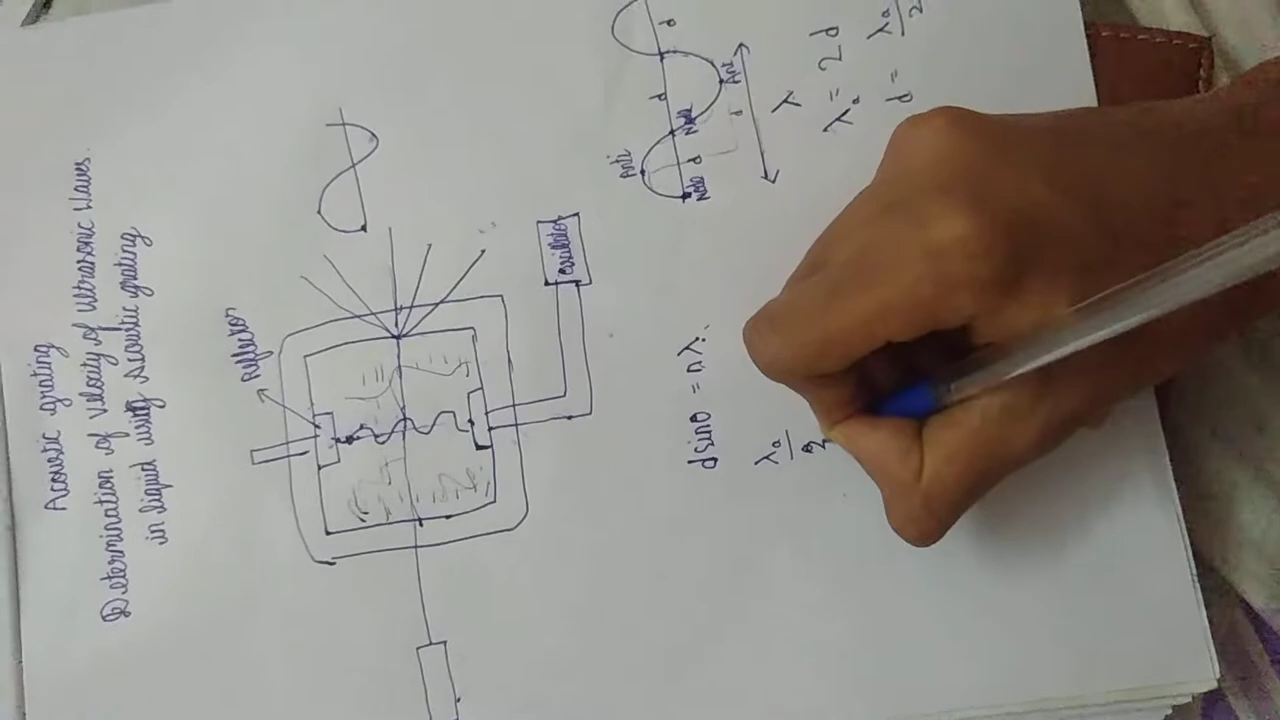 Acoustic grating
Determination of Velocity of Ultrasonic Waves.
in liquid using Acoustic grating
Reflector
oscillator
Anti
Node
d
Node
d
d
Ant
d
λ
λₐ = 2d
d = λₐ/2
d sinθ = nλ.
λₐ/2